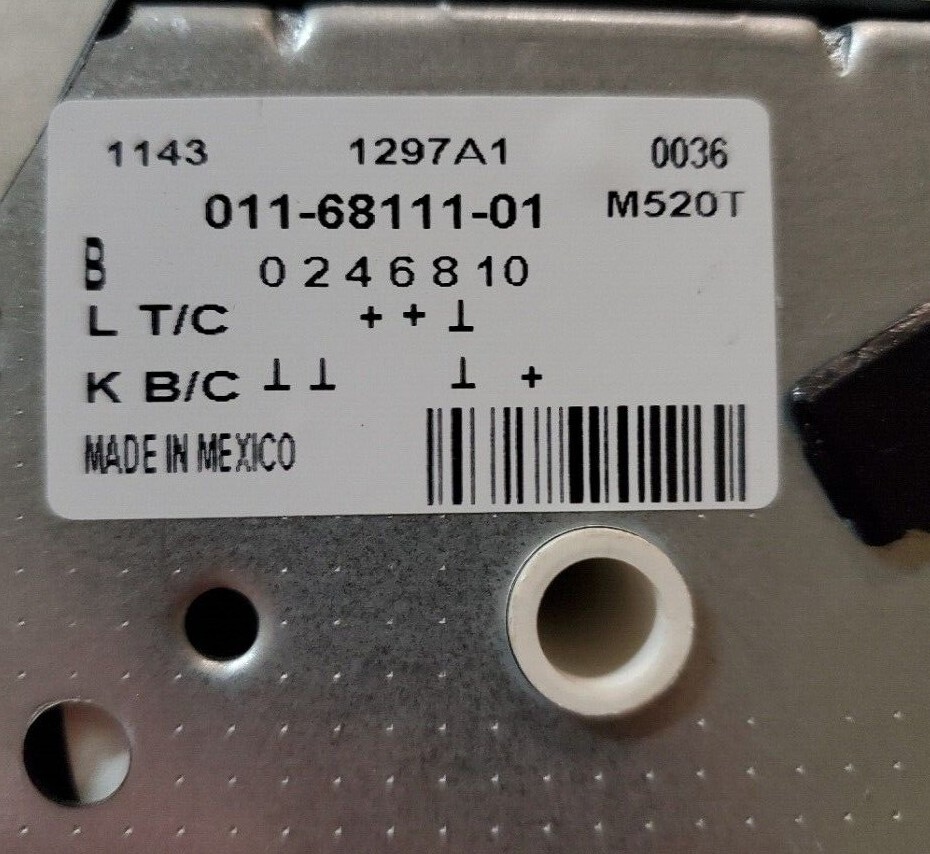 1143 1297A1 0036
011-68111-01 M520T
B 0 2 4 6 8 10
L T/C + + ⊥
K B/C ⊥ ⊥ ⊥ +
MADE IN MEXICO